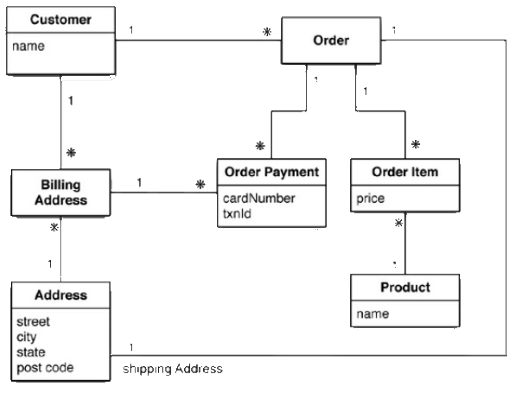 Customer
name
1
*
Order
1
1
*
1
*
1
*
Billing
Address
1
*
Order Payment
cardNumber
txnId
Order Item
price
*
1
Address
street
city
state
post code
*
1
Product
name
1
shipping Address